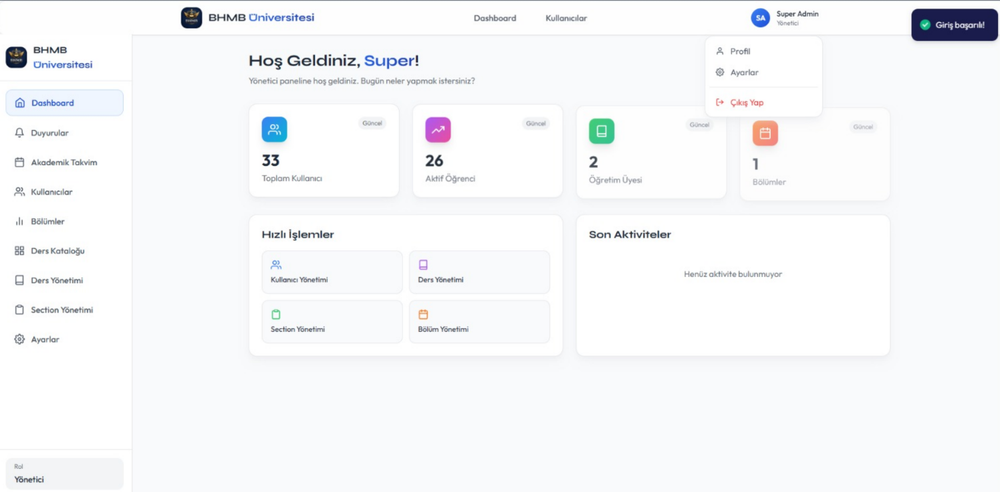 BHMB Üniversitesi
Dashboard
Kullanıcılar
SA
Super Admin
Yönetici
Giriş başarılı!
Profil
Ayarlar
Çıkış Yap
BHMB
Üniversitesi
Dashboard
Duyurular
Akademik Takvim
Kullanıcılar
Bölümler
Ders Kataloğu
Ders Yönetimi
Section Yönetimi
Ayarlar
Rol
Yönetici
Hoş Geldiniz, Super!
Yönetici paneline hoş geldiniz. Bugün neler yapmak istersiniz?
Güncel
33
Toplam Kullanıcı
Güncel
26
Aktif Öğrenci
Güncel
2
Öğretim Üyesi
Güncel
1
Bölümler
Hızlı İşlemler
Kullanıcı Yönetimi
Ders Yönetimi
Section Yönetimi
Bölüm Yönetimi
Son Aktiviteler
Henüz aktivite bulunmuyor